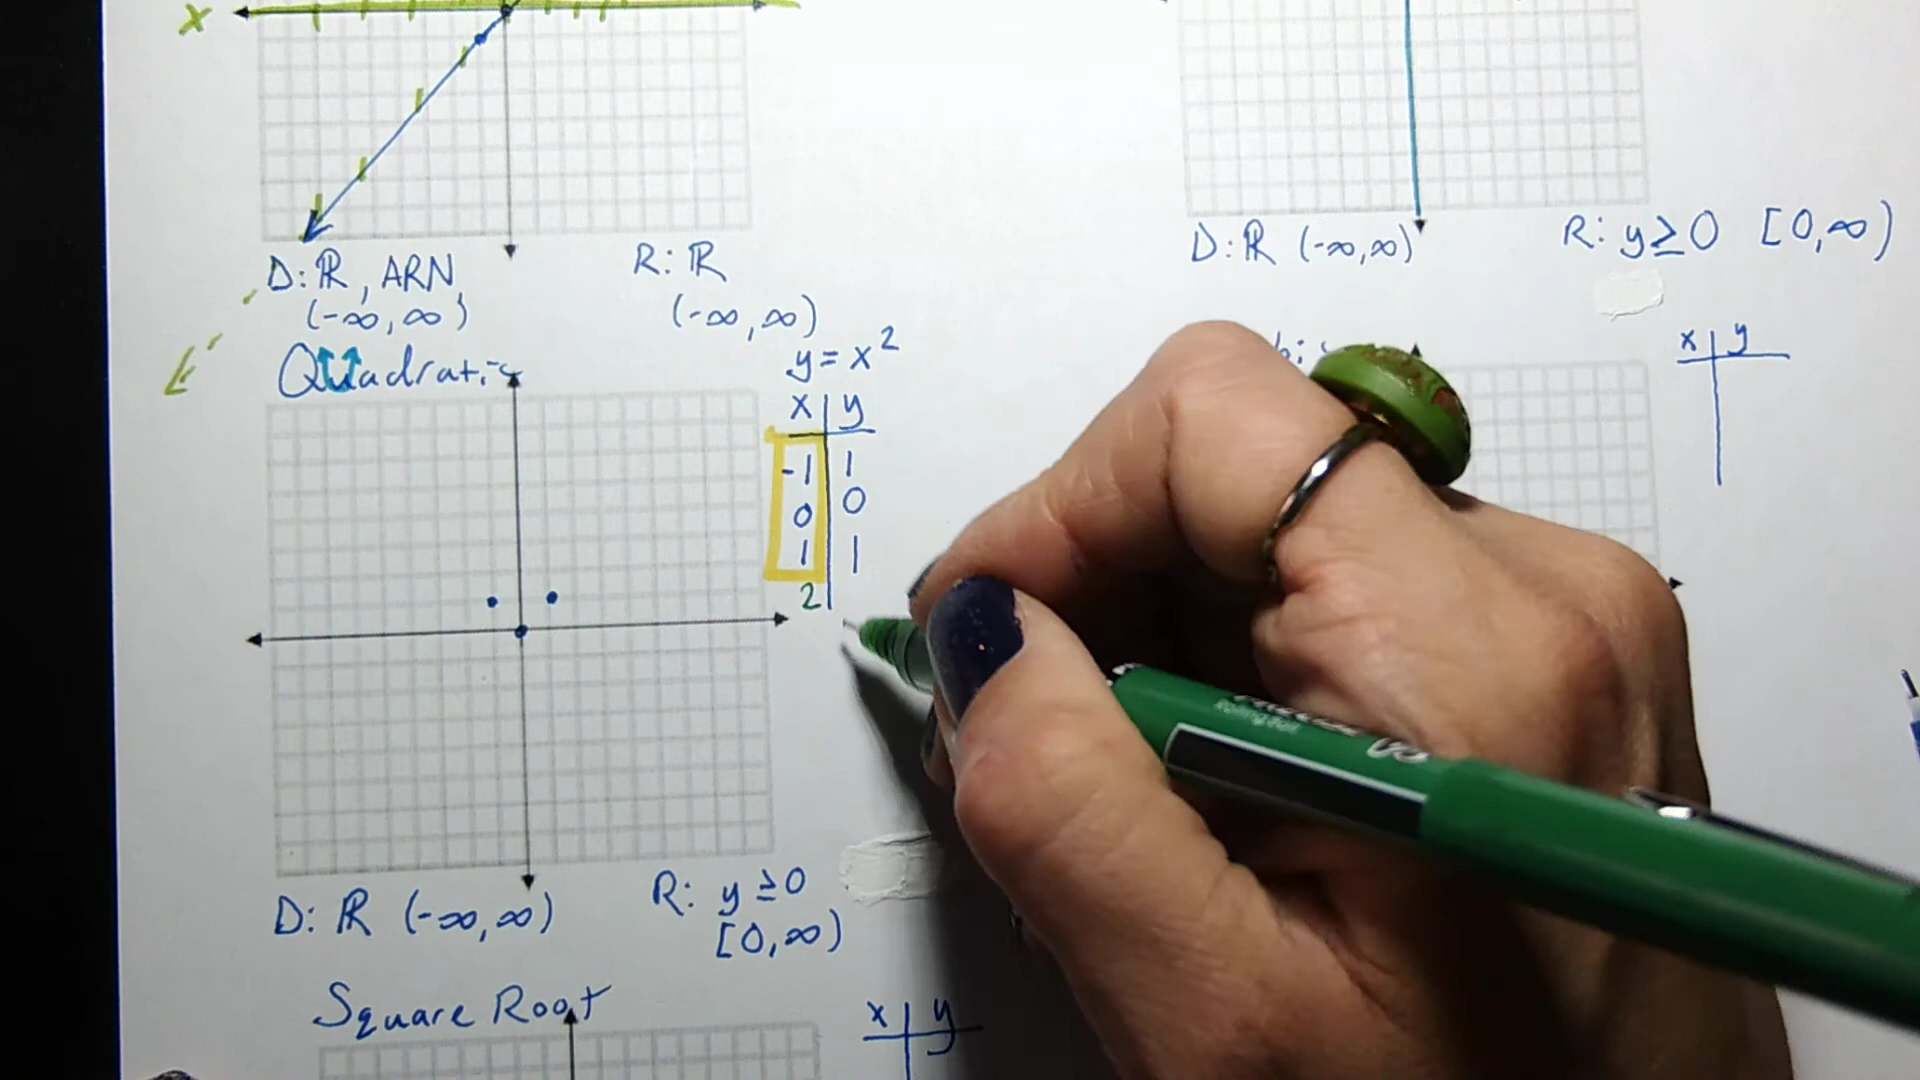 x
D: ℝ, ARN
(-∞, ∞)
R: ℝ
(-∞, ∞)
D: ℝ (-∞, ∞)
R: y ≥ 0 [0, ∞)
Quadratic
y = x²
x | y
-1 | 1
0 | 0
1 | 1
2 |
x | y
D: ℝ (-∞, ∞)
R: y ≥ 0
[0, ∞)
Square Root
x | y